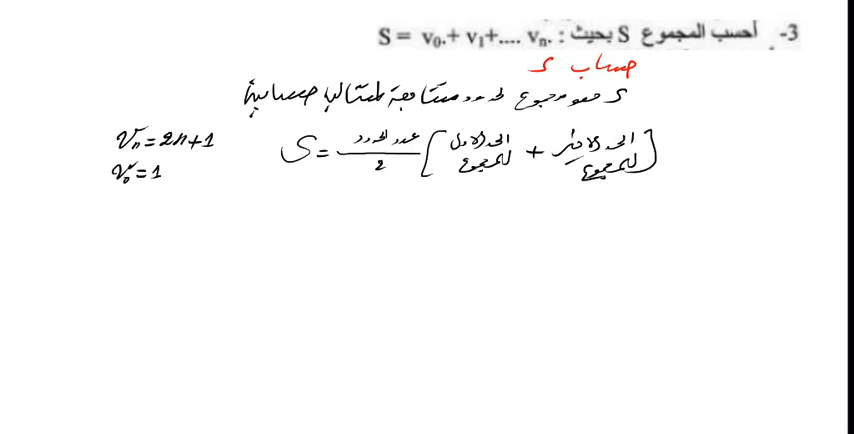 3- أحسب المجموع S بحيث : S = v₀.+ v₁+.... vₙ.
حساب S
S هو مجموع لحدود متتابعة لمتتالية حسابية
Vₙ = 2n+1
V₀ = 1
S = عدد الحدود / 2 [ الحد الأول للمجموع + الحد الأخير للمجموع ]